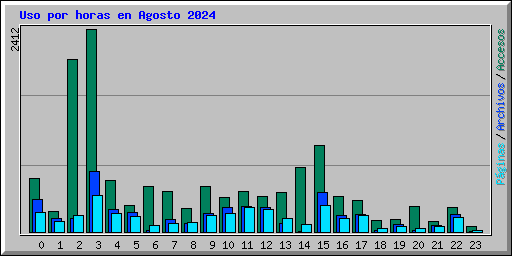 Uso por horas en Agosto 2024
2412
Páginas / Archivos / Accesos
0 1 2 3 4 5 6 7 8 9 10 11 12 13 14 15 16 17 18 19 20 21 22 23